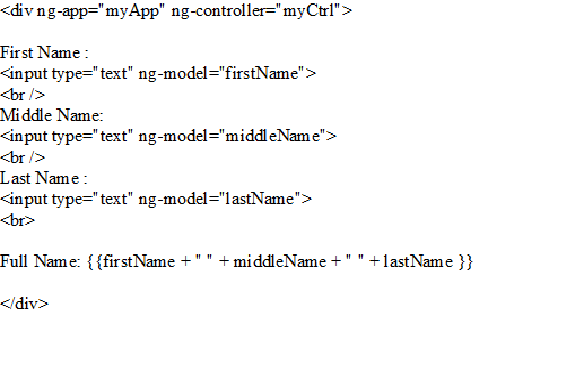 <div ng-app="myApp" ng-controller="myCtrl">
First Name :
<input type="text" ng-model="firstName">
<br />
Middle Name:
<input type="text" ng-model="middleName">
<br />
Last Name :
<input type="text" ng-model="lastName">
<br>
Full Name: {{firstName + " " + middleName + " " + lastName }}
</div>